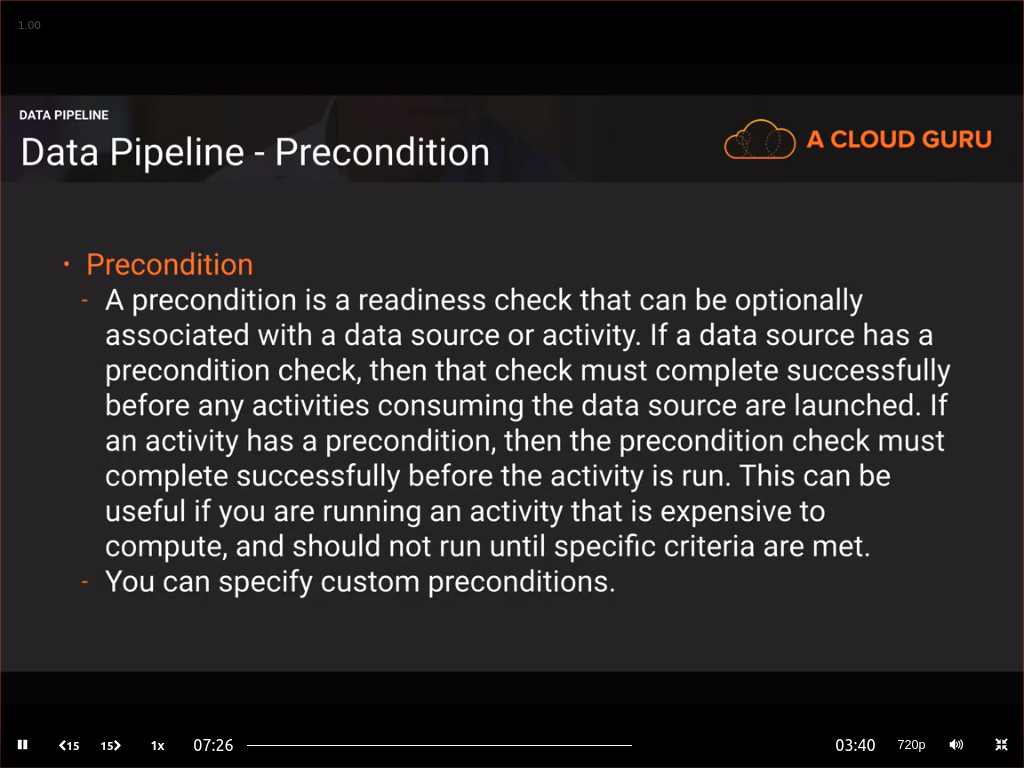 1.00
DATA PIPELINE
Data Pipeline - Precondition
A CLOUD GURU
• Precondition
- A precondition is a readiness check that can be optionally
associated with a data source or activity. If a data source has a
precondition check, then that check must complete successfully
before any activities consuming the data source are launched. If
an activity has a precondition, then the precondition check must
complete successfully before the activity is run. This can be
useful if you are running an activity that is expensive to
compute, and should not run until specific criteria are met.
- You can specify custom preconditions.
15 15 1x 07:26 03:40 720p